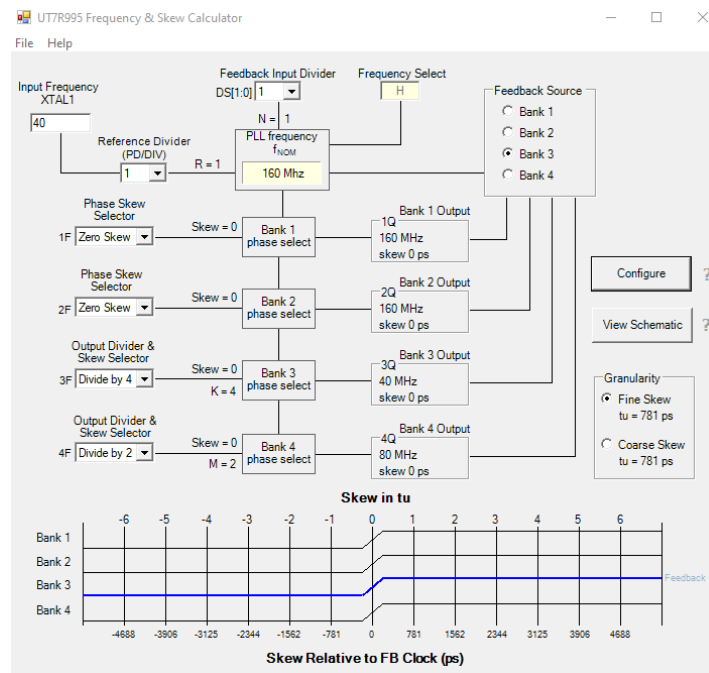 UT7R995 Frequency & Skew Calculator
File Help
Input Frequency
XTAL1
40
Feedback Input Divider
DS[1:0] 1
Frequency Select
H
N = 1
Reference Divider
(PD/DIV)
1
R = 1
PLL frequency
fNOM
160 Mhz
Feedback Source
Bank 1
Bank 2
Bank 3
Bank 4
Phase Skew
Selector
1F Zero Skew
Skew = 0
Bank 1
phase select
Bank 1 Output
1Q
160 MHz
skew 0 ps
Phase Skew
Selector
2F Zero Skew
Skew = 0
Bank 2
phase select
Bank 2 Output
2Q
160 MHz
skew 0 ps
Configure ?
View Schematic ?
Output Divider &
Skew Selector
3F Divide by 4
Skew = 0
K = 4
Bank 3
phase select
Bank 3 Output
3Q
40 MHz
skew 0 ps
Granularity
Fine Skew
tu = 781 ps
Coarse Skew
tu = 781 ps
Output Divider &
Skew Selector
4F Divide by 2
Skew = 0
M = 2
Bank 4
phase select
Bank 4 Output
4Q
80 MHz
skew 0 ps
Skew in tu
-6 -5 -4 -3 -2 -1 0 1 2 3 4 5 6
Bank 1
Bank 2
Bank 3
Feedback
Bank 4
-4688 -3906 -3125 -2344 -1562 -781 0 781 1562 2344 3125 3906 4688
Skew Relative to FB Clock (ps)